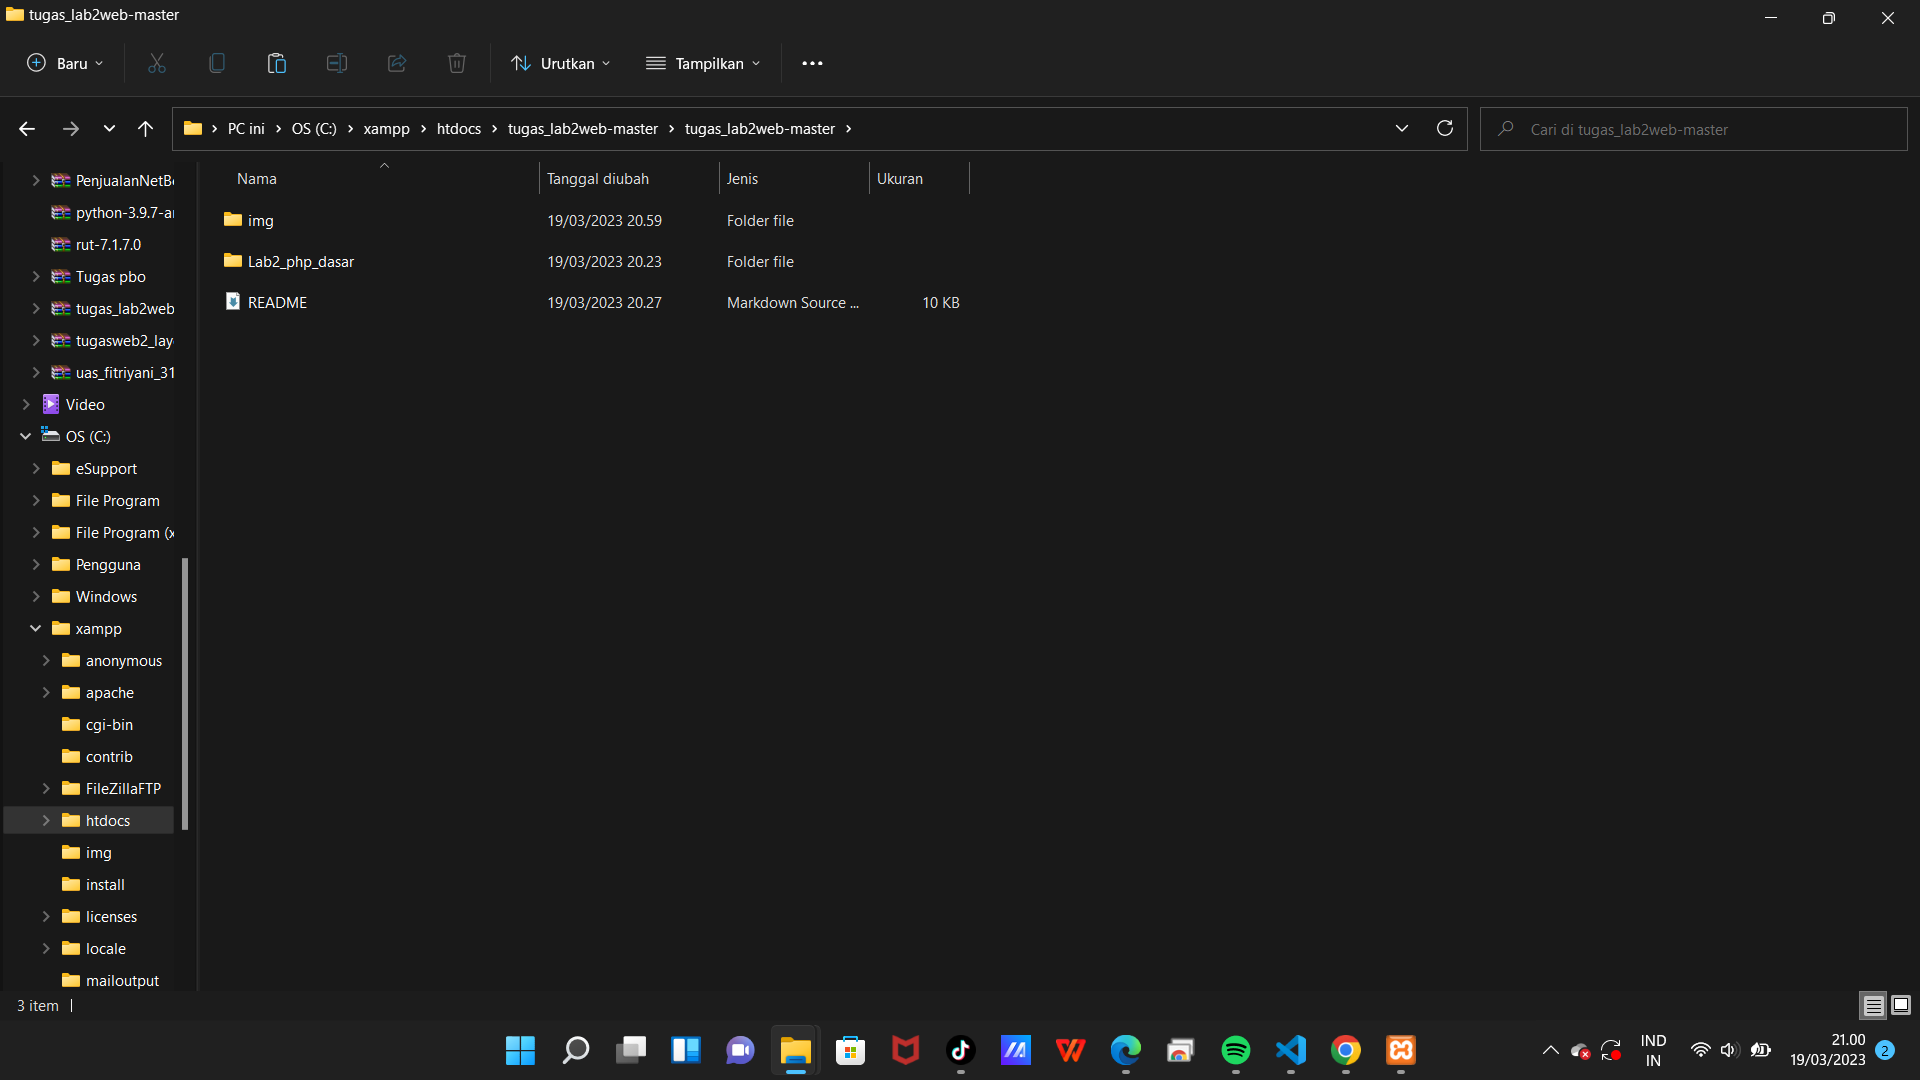 tugas_lab2web-master
Baru
Urutkan
Tampilkan
PC ini
OS (C:)
xampp
htdocs
tugas_lab2web-master
tugas_lab2web-master
Cari di tugas_lab2web-master
Nama
Tanggal diubah
Jenis
Ukuran
img 19/03/2023 20.59 Folder file
Lab2_php_dasar 19/03/2023 20.23 Folder file
README 19/03/2023 20.27 Markdown Source ... 10 KB
PenjualanNetB
python-3.9.7-a
rut-7.1.7.0
Tugas pbo
tugas_lab2web
tugasweb2_lay
uas_fitriyani_31
Video
OS (C:)
eSupport
File Program
File Program (x
Pengguna
Windows
xampp
anonymous
apache
cgi-bin
contrib
FileZillaFTP
htdocs
img
install
licenses
locale
mailoutput
3 item
IND
IN
21.00
19/03/2023
2